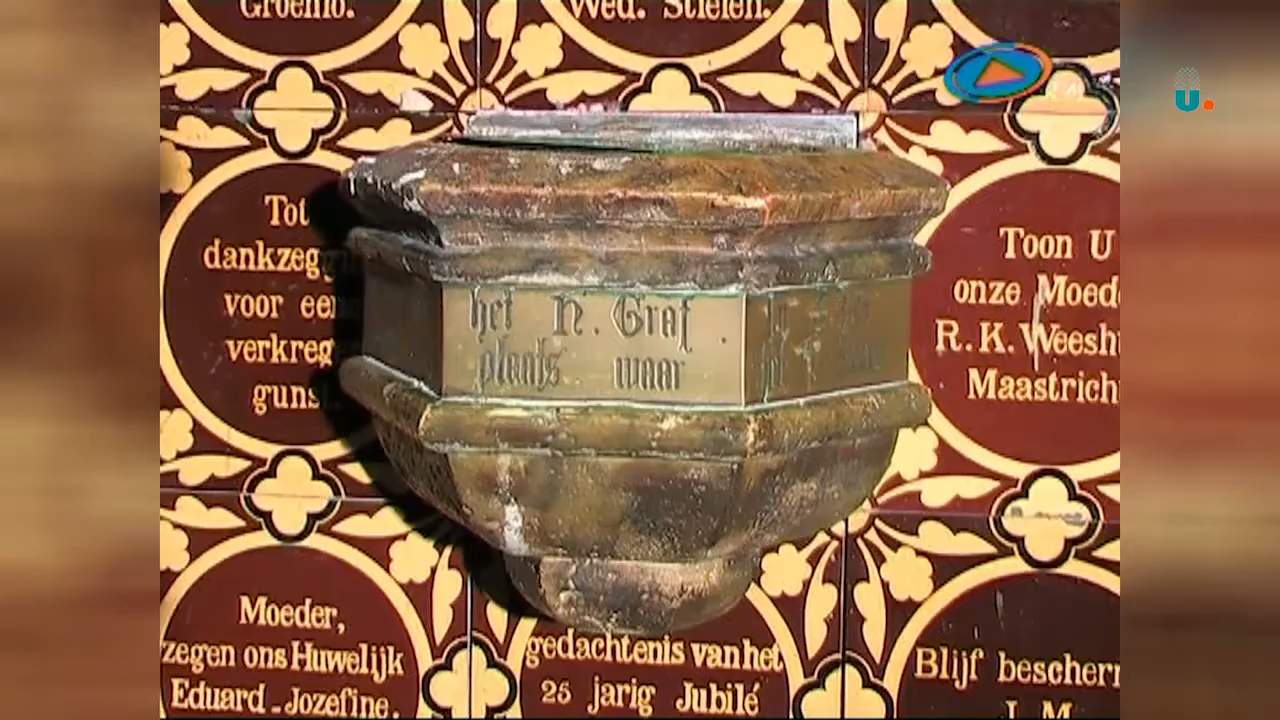 Groenlo.
Wed. Stielen.
U.
Tot
dankzegg
voor een
verkreg
guns
het H. Graf
plaats waar
Toon U
onze Moede
R.K. Weesh
Maastrich
Moeder,
zegen ons Huwelijk
Eduard - Jozefine.
gedachtenis van het
25 jarig Jubilé
Blijf bescherm
J. M.